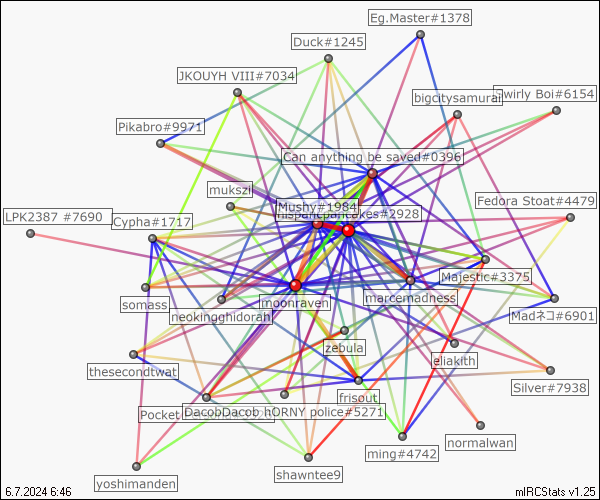 Eg.Master#1378
Duck#1245
JKOUYH VIII#7034
bigcitysamurai
Swirly Boi#6154
Pikabro#9971
Can anything be saved#0396
mukszi
Mushy#1984
Fedora Stoat#4479
LPK2387 #7690
Cypha#1717
hispanicpancakes#2928
Majestic#3375
somass
moonraven
marcemadness
neokingghidorah
Madネコ#6901
zebula
eliakth
thesecondtwat
Silver#7938
frisout
Pocket
DacobDacob
hORNY police#5271
normalwan
ming#4742
shawntee9
yoshimanden
6.7.2024 6:46
mIRCStats v1.25